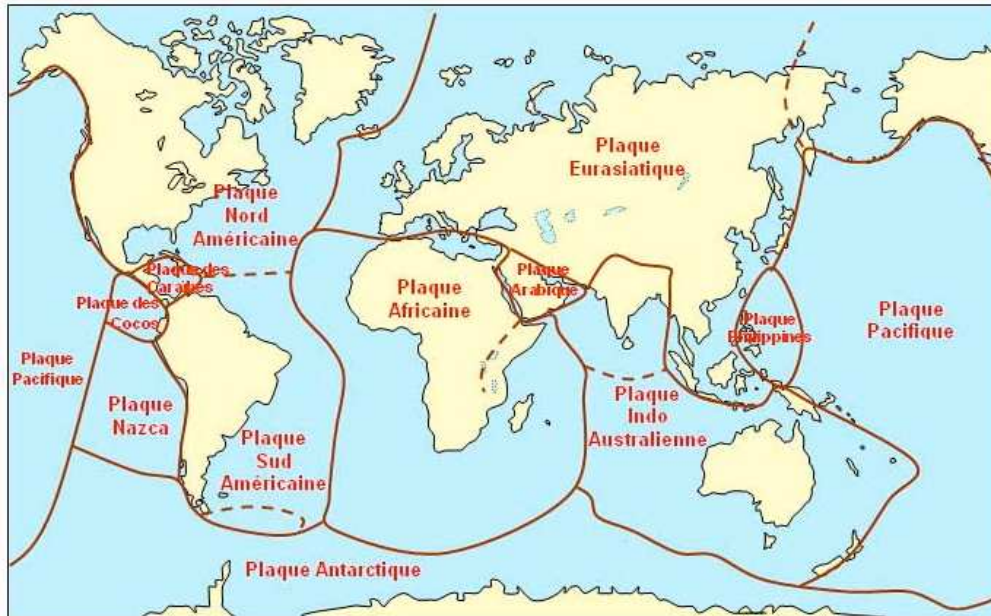 Plaque
Eurasiatique
Plaque
Nord
Américaine
Plaque des
Caraïbes
Plaque
Arabique
Plaque
Africaine
Plaque des
Cocos
Plaque
Pacifique
Plaque
Philippines
Plaque
Pacifique
Plaque
Nazca
Plaque
Indo
Australienne
Plaque
Sud
Américaine
Plaque Antarctique